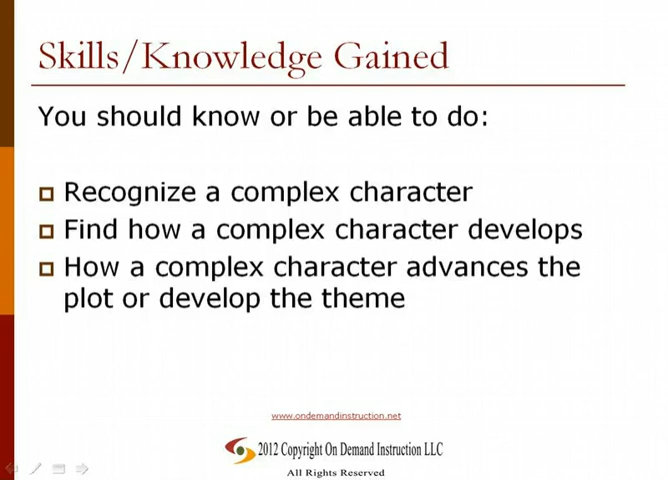 Skills/Knowledge Gained
You should know or be able to do:
Recognize a complex character
Find how a complex character develops
How a complex character advances the
plot or develop the theme
www.ondemandinstruction.net
2012 Copyright On Demand Instruction LLC
All Rights Reserved